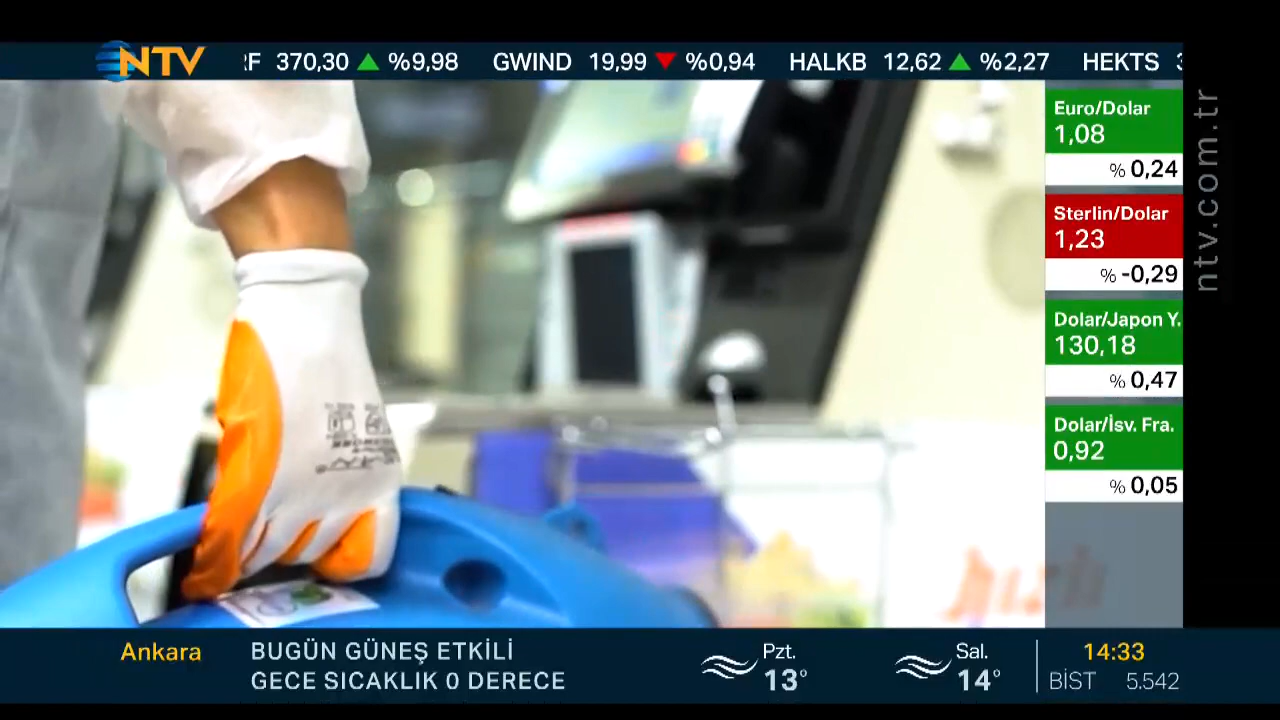 NTV
RF 370,30 %9,98 GWIND 19,99 %0,94 HALKB 12,62 %2,27 HEKTS
Euro/Dolar
1,08
% 0,24
Sterlin/Dolar
1,23
% -0,29
Dolar/Japon Y.
130,18
% 0,47
Dolar/İsv. Fra.
0,92
% 0,05
ntv.com.tr
hızlı
Ankara
BUGÜN GÜNEŞ ETKİLİ
GECE SICAKLIK 0 DERECE
Pzt.
13°
Sal.
14°
14:33
BİST 5.542